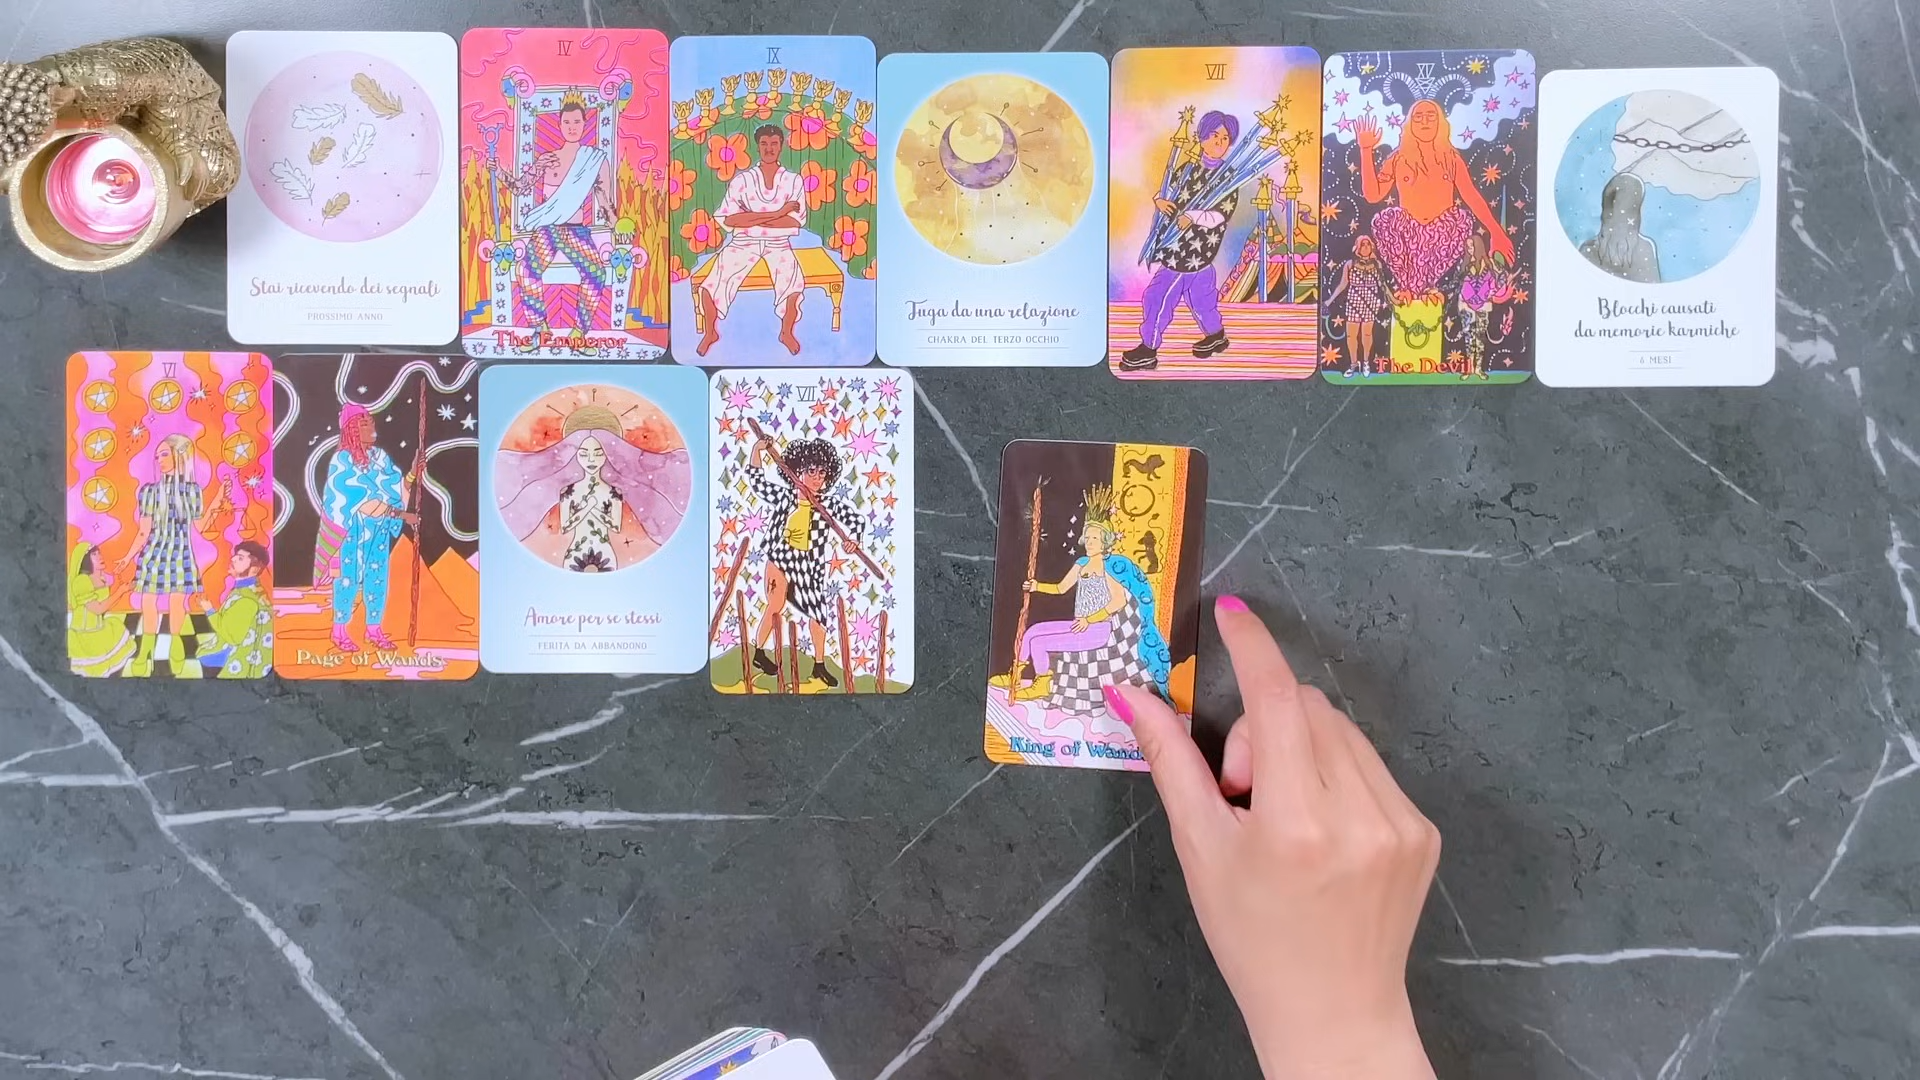 Stai ricevendo dei segnali
PROSSIMO ANNO
IV
The Emperor
IX
Fuga da una relazione
CHAKRA DEL TERZO OCCHIO
VII
XV
The Devil
Blocchi causati
da memorie karmiche
6 MESI
VI
Page of Wands
Amore per se stessi
FERITA DA ABBANDONO
VII
King of Wands